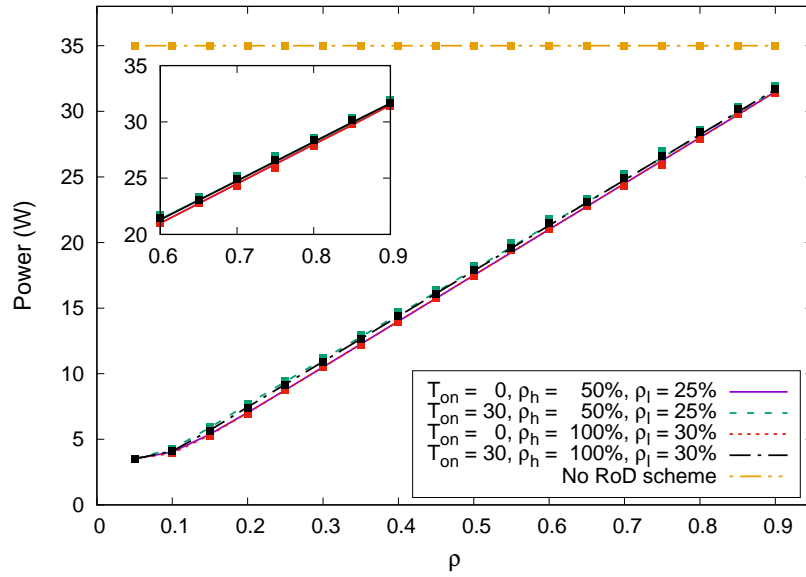 35
30
25
20
15
10
5
0
Power (W)
35
30
25
20
0.6 0.7 0.8 0.9
T_on = 0, ρ_h = 50%, ρ_l = 25%
T_on = 30, ρ_h = 50%, ρ_l = 25%
T_on = 0, ρ_h = 100%, ρ_l = 30%
T_on = 30, ρ_h = 100%, ρ_l = 30%
No RoD scheme
0 0.1 0.2 0.3 0.4 0.5 0.6 0.7 0.8 0.9
ρ